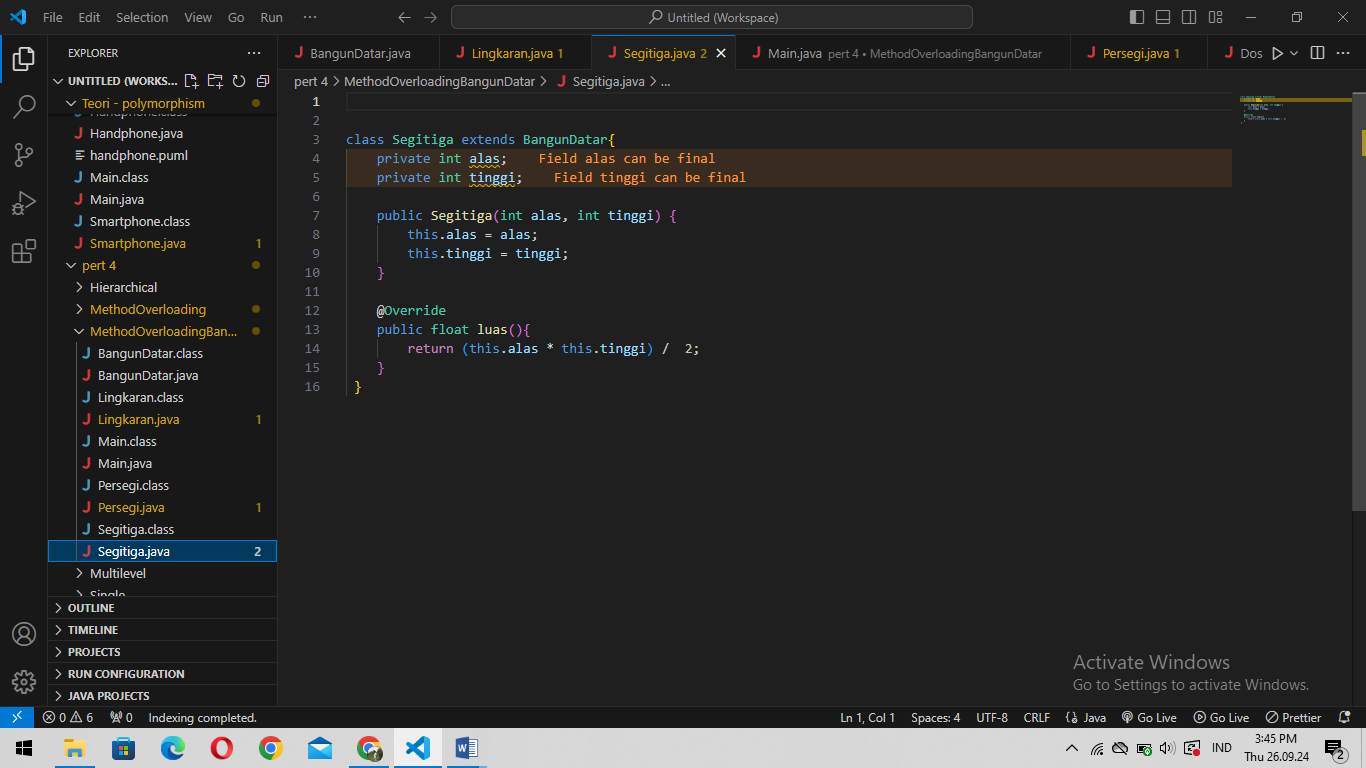 File Edit Selection View Go Run ···
Untitled (Workspace)
EXPLORER ···
UNTITLED (WORKS...
Teori - polymorphism
Handphone.class
Handphone.java
handphone.puml
Main.class
Main.java
Smartphone.class
Smartphone.java 1
pert 4
Hierarchical
MethodOverloading
MethodOverloadingBan...
BangunDatar.class
BangunDatar.java
Lingkaran.class
Lingkaran.java 1
Main.class
Main.java
Persegi.class
Persegi.java 1
Segitiga.class
Segitiga.java 2
Multilevel
Single
OUTLINE
TIMELINE
PROJECTS
RUN CONFIGURATION
JAVA PROJECTS
BangunDatar.java Lingkaran.java 1 Segitiga.java 2 Main.java pert 4 • MethodOverloadingBangunDatar Persegi.java 1 Dos ···
pert 4 > MethodOverloadingBangunDatar > Segitiga.java > ...
1
2
3 class Segitiga extends BangunDatar{
4 private int alas; Field alas can be final
5 private int tinggi; Field tinggi can be final
6
7 public Segitiga(int alas, int tinggi) {
8 this.alas = alas;
9 this.tinggi = tinggi;
10 }
11
12 @Override
13 public float luas(){
14 return (this.alas * this.tinggi) /  2;
15 }
16 }
Activate Windows
Go to Settings to activate Windows.
0 6 0 Indexing completed. Ln 1, Col 1 Spaces: 4 UTF-8 CRLF {} Java Go Live Go Live Prettier
IND 3:45 PM
Thu 26.09.24
2